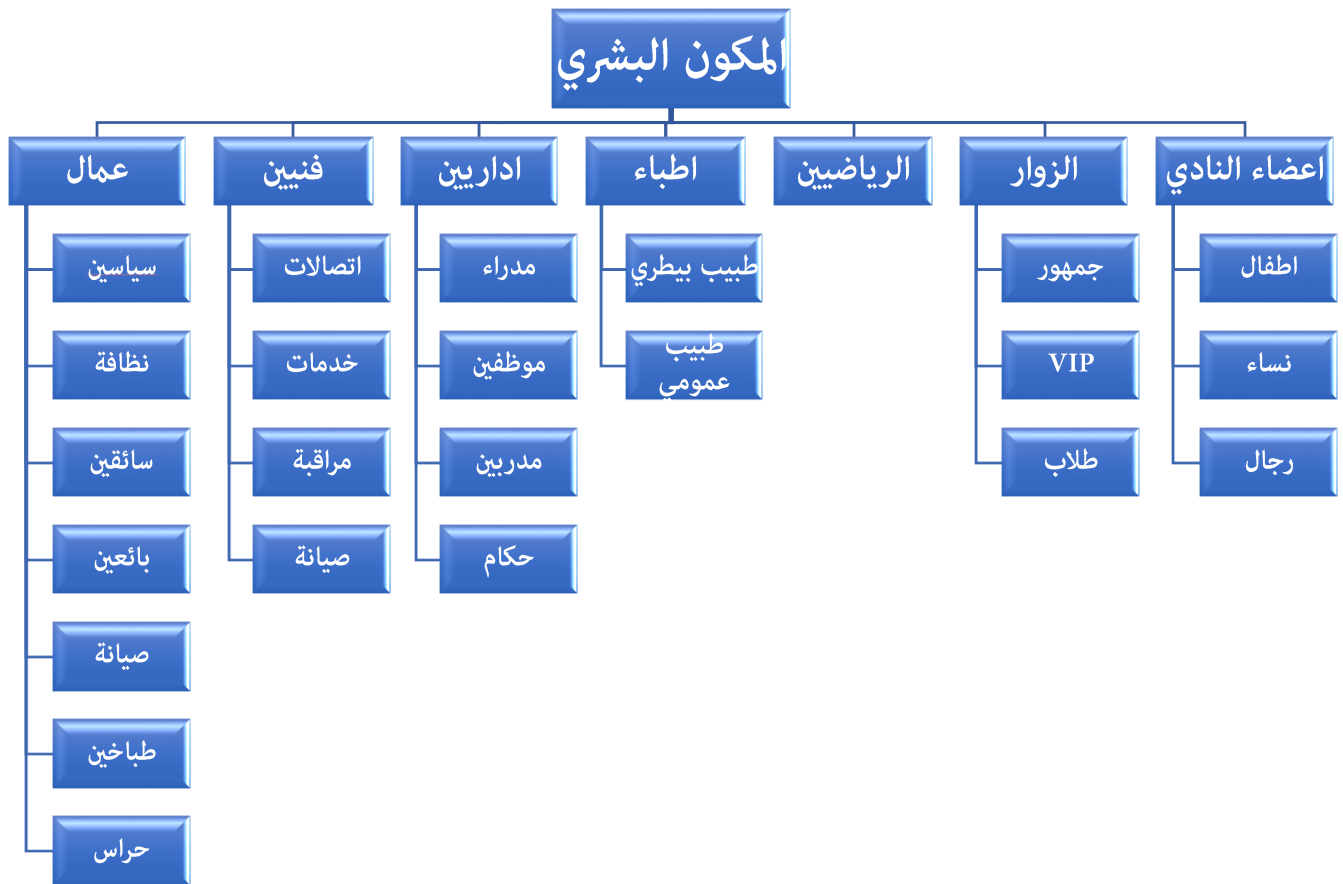 المكون البشري
اعضاء النادي
الزوار
الرياضيين
اطباء
اداريين
فنيين
عمال
اطفال
نساء
رجال
جمهور
VIP
طلاب
طبيب بيطري
طبيب
عمومي
مدراء
موظفين
مدربين
حكام
اتصالات
خدمات
مراقبة
صيانة
سياسين
نظافة
سائقين
بائعين
صيانة
طباخين
حراس